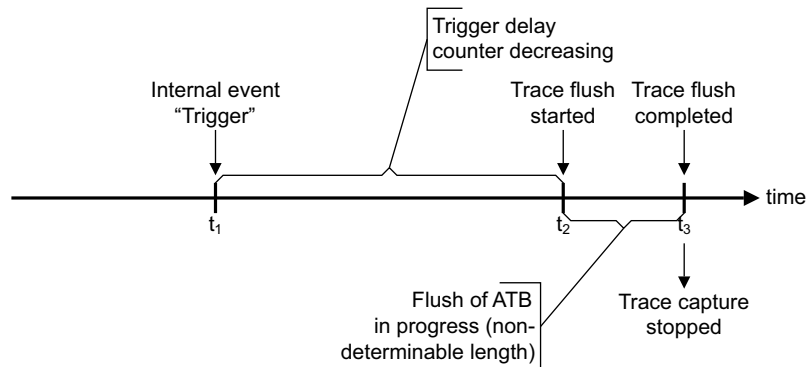 Trigger delay
counter decreasing
Internal event
“Trigger”
Trace flush
started
Trace flush
completed
time
t1
t2
t3
Flush of ATB
in progress (non-
determinable length)
Trace capture
stopped